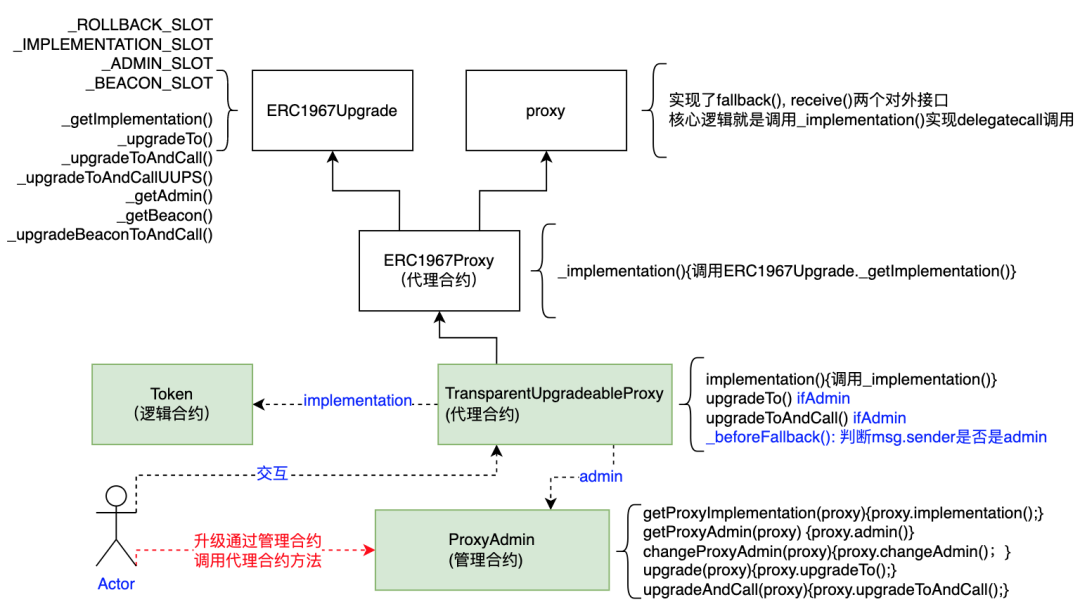 _ROLLBACK_SLOT
_IMPLEMENTATION_SLOT
_ADMIN_SLOT
_BEACON_SLOT
_getImplementation()
_upgradeTo()
_upgradeToAndCall()
_upgradeToAndCallUUPS()
_getAdmin()
_getBeacon()
_upgradeBeaconToAndCall()
ERC1967Upgrade
proxy
实现了fallback(), receive()两个对外接口
核心逻辑就是调用_implementation()实现delegatecall调用
ERC1967Proxy
(代理合约)
_implementation(){调用ERC1967Upgrade._getImplementation()}
Token
(逻辑合约)
implementation
TransparentUpgradeableProxy
(代理合约)
implementation(){调用_implementation()}
upgradeTo() ifAdmin
upgradeToAndCall() ifAdmin
_beforeFallback(): 判断msg.sender是否是admin
交互
admin
Actor
升级通过管理合约
调用代理合约方法
ProxyAdmin
(管理合约)
getProxyImplementation(proxy){proxy.implementation();}
getProxyAdmin(proxy) {proxy.admin()}
changeProxyAdmin(proxy){proxy.changeAdmin()；}
upgrade(proxy){proxy.upgradeTo();}
upgradeAndCall(proxy){proxy.upgradeToAndCall();}